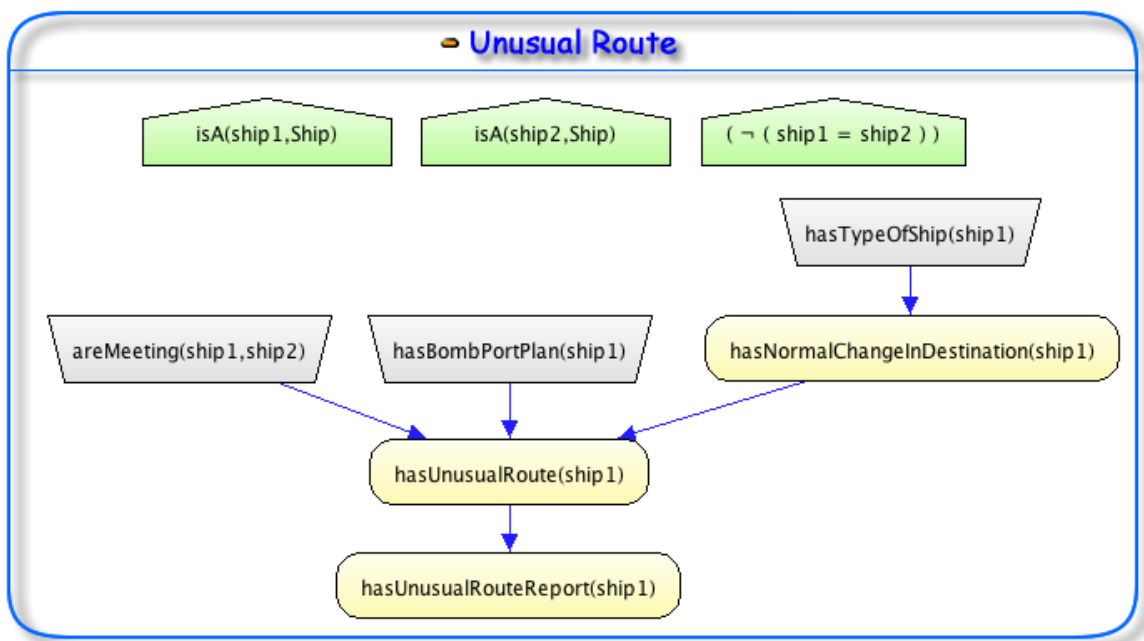 Unusual Route
isA(ship1,Ship)
isA(ship2,Ship)
( ¬ ( ship1 = ship2 ) )
hasTypeOfShip(ship1)
areMeeting(ship1,ship2)
hasBombPortPlan(ship1)
hasNormalChangeInDestination(ship1)
hasUnusualRoute(ship1)
hasUnusualRouteReport(ship1)